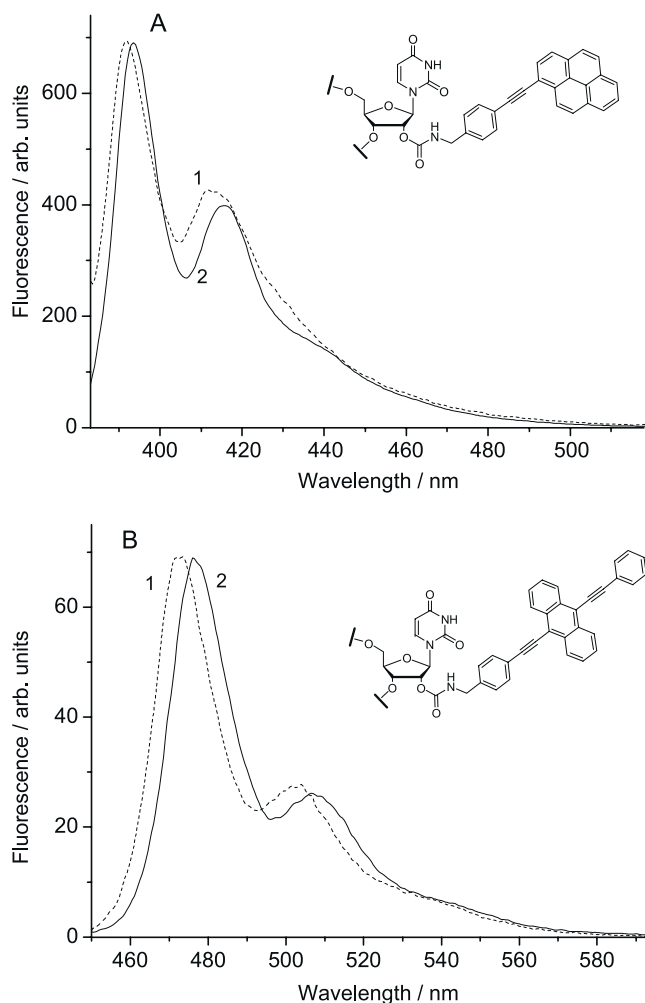 A
Fluorescence / arb. units
600
400
200
0
1
2
O
NH
N
O
O
O
O
O
H
N
O
400
420
440
460
480
500
Wavelength / nm
B
Fluorescence / arb. units
60
40
20
0
1
2
O
NH
N
O
O
O
O
O
H
N
O
460
480
500
520
540
560
580
Wavelength / nm